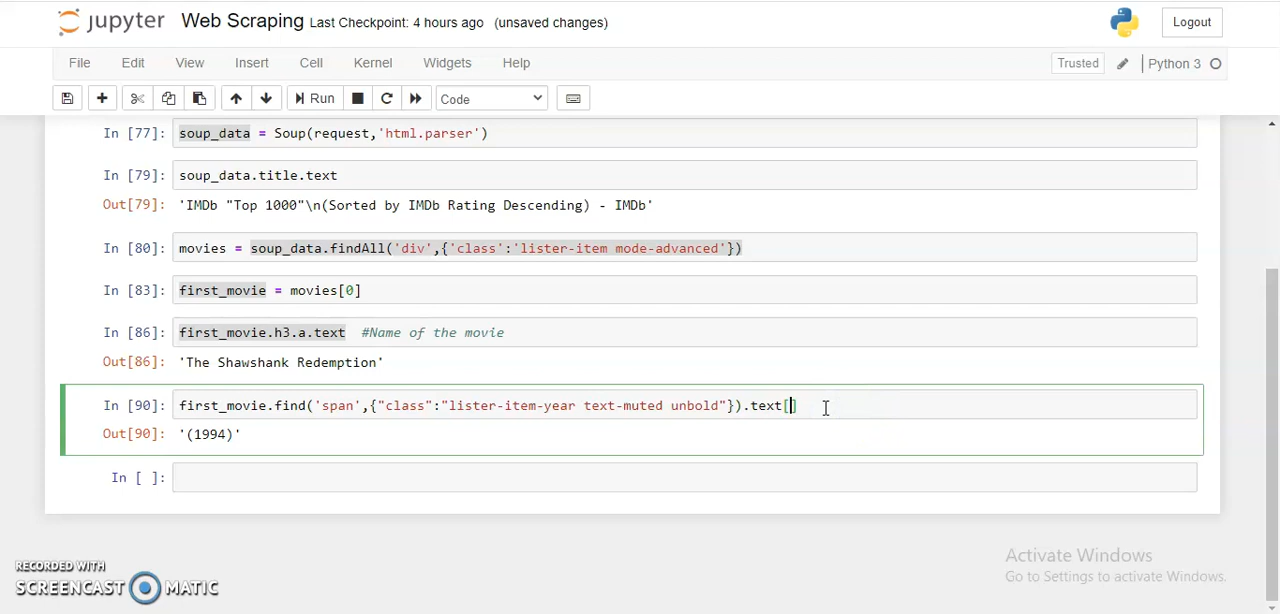 jupyter Web Scraping Last Checkpoint: 4 hours ago (unsaved changes) Logout
File Edit View Insert Cell Kernel Widgets Help Trusted Python 3
Run Code
In [77]: soup_data = Soup(request,'html.parser')
In [79]: soup_data.title.text
Out[79]: 'IMDb "Top 1000"\n(Sorted by IMDb Rating Descending) - IMDb'
In [80]: movies = soup_data.findAll('div',{'class':'lister-item mode-advanced'})
In [83]: first_movie = movies[0]
In [86]: first_movie.h3.a.text #Name of the movie
Out[86]: 'The Shawshank Redemption'
In [90]: first_movie.find('span',{"class":"lister-item-year text-muted unbold"}).text[]
Out[90]: '(1994)'
In [ ]:
Activate Windows
Go to Settings to activate Windows.
RECORDED WITH
SCREENCAST MATIC